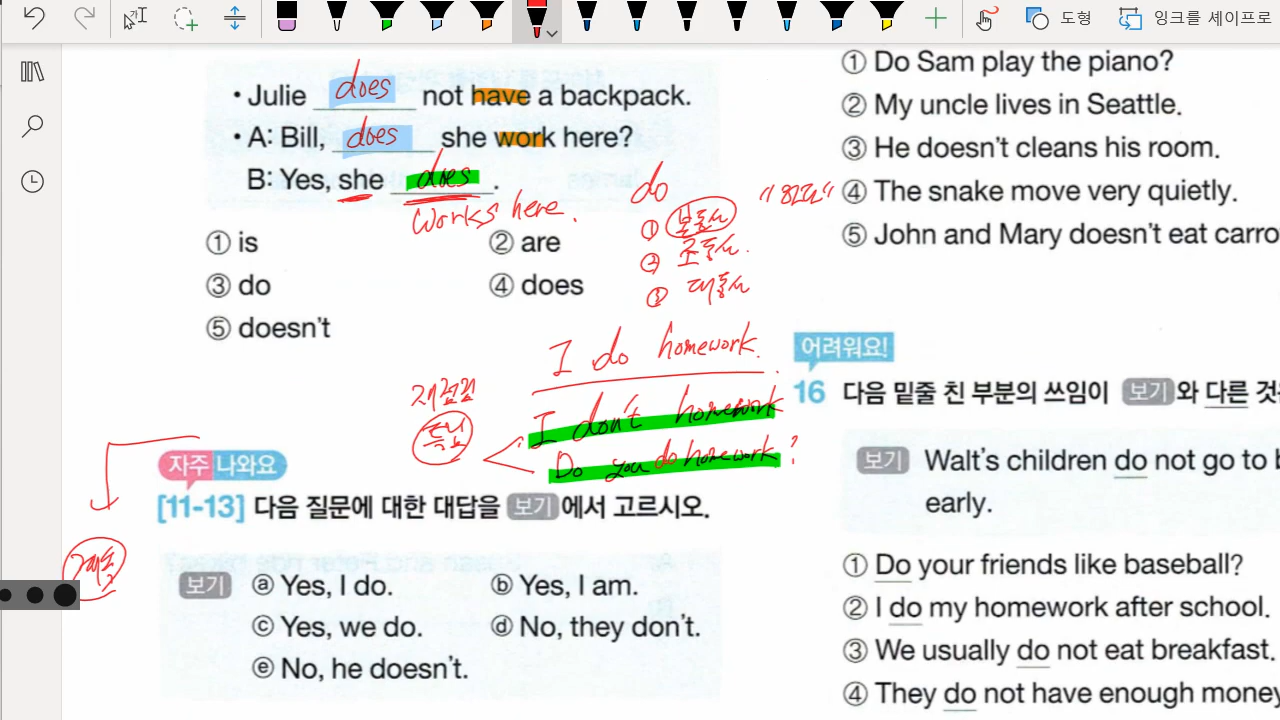 도형
잉크를 셰이프로
• Julie does not have a backpack.
• A: Bill, does she work here?
B: Yes, she does.
works here.
① is
② are
③ do
④ does
⑤ doesn't
do
① 본동사
② 조동사.
③ 대동사
"하다"
I do homework.
I don't homework
Do you do homework?
자주 나와요
[11-13] 다음 질문에 대한 대답을 보기 에서 고르시오.
보기 ⓐ Yes, I do. ⓑ Yes, I am.
ⓒ Yes, we do. ⓓ No, they don't.
ⓔ No, he doesn't.
① Do Sam play the piano?
② My uncle lives in Seattle.
③ He doesn't cleans his room.
④ The snake move very quietly.
⑤ John and Mary doesn't eat carro
어려워요!
16 다음 밑줄 친 부분의 쓰임이 보기 와 다른 것
보기 Walt's children do not go to
early.
① Do your friends like baseball?
② I do my homework after school.
③ We usually do not eat breakfast.
④ They do not have enough money